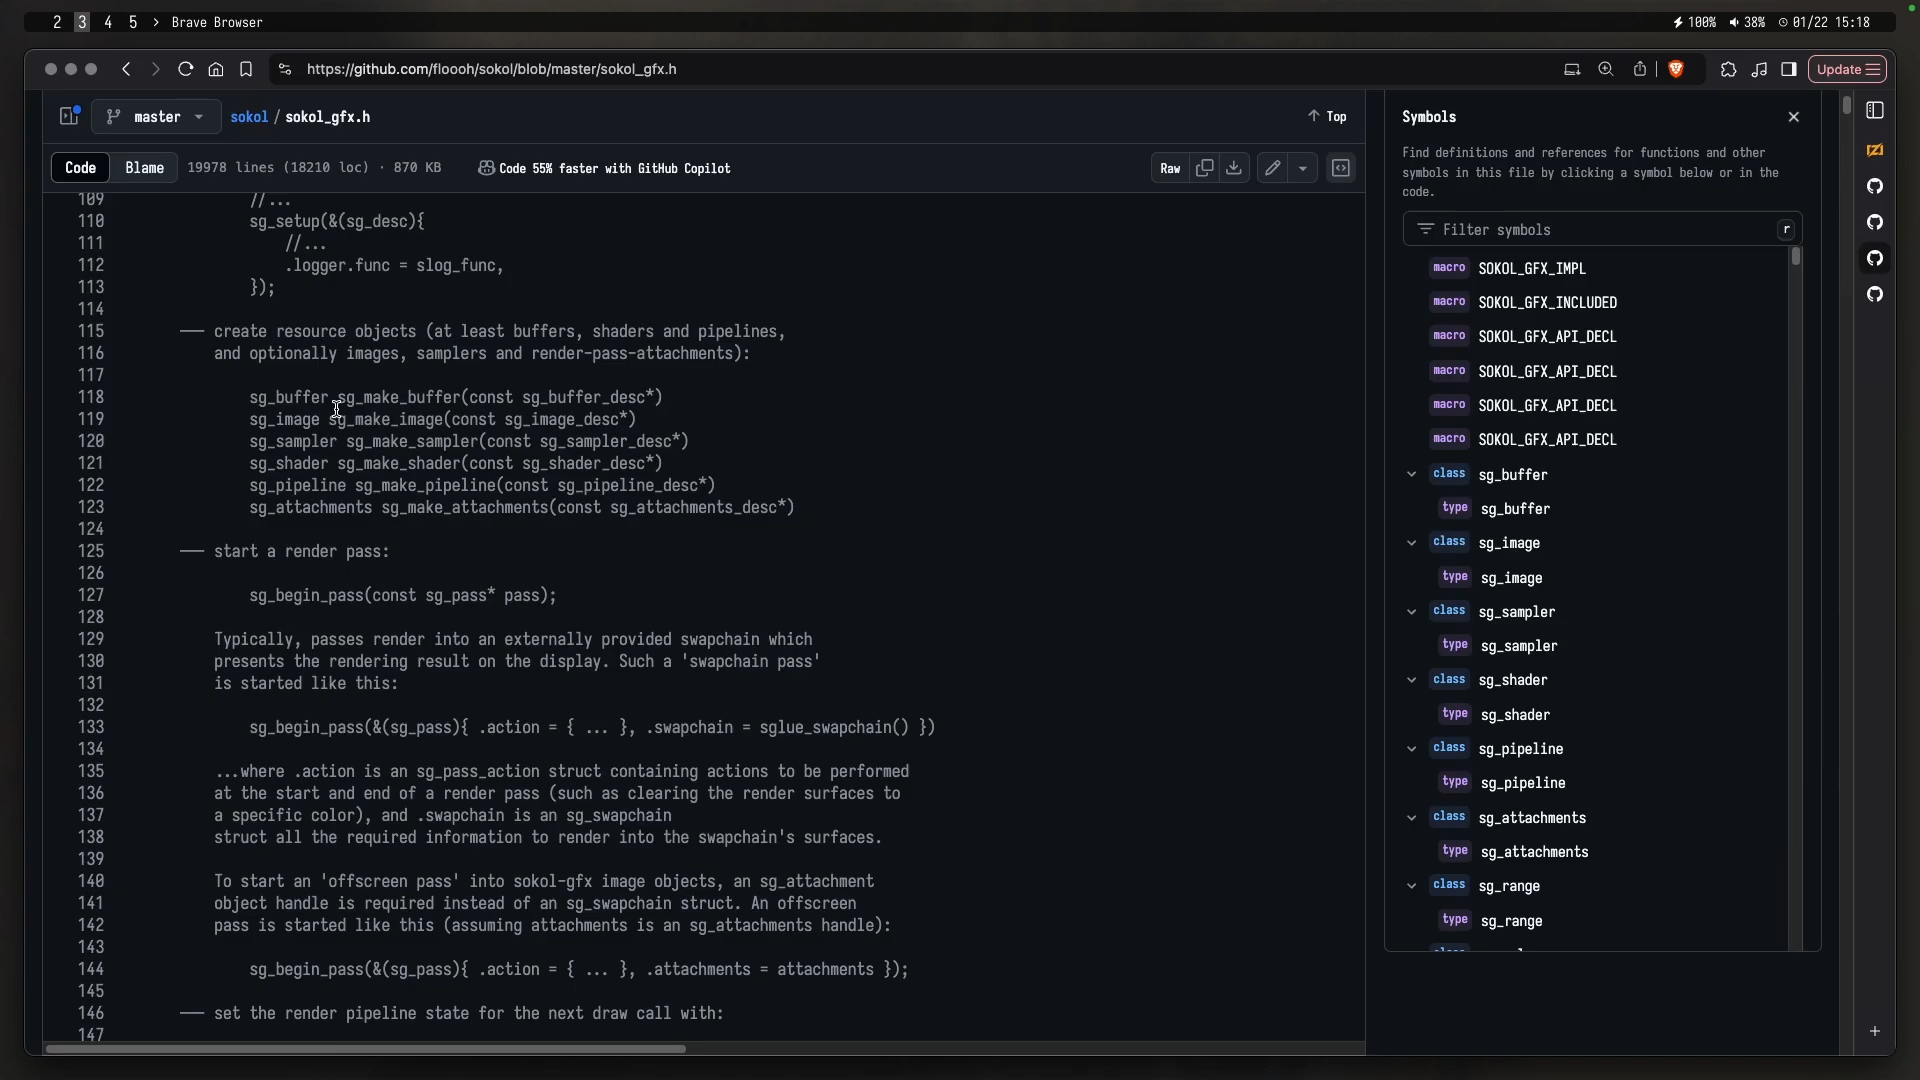 2 3 4 5 > Brave Browser
100% 38% 01/22 15:18
https://github.com/floooh/sokol/blob/master/sokol_gfx.h
Update
master
sokol / sokol_gfx.h
Top
Code Blame 19978 lines (18210 loc) · 870 KB Code 55% faster with GitHub Copilot
Raw
109 //...
110 sg_setup(&(sg_desc){
111 //...
112 .logger.func = slog_func,
113 });
114
115 --- create resource objects (at least buffers, shaders and pipelines,
116 and optionally images, samplers and render-pass-attachments):
117
118 sg_buffer sg_make_buffer(const sg_buffer_desc*)
119 sg_image sg_make_image(const sg_image_desc*)
120 sg_sampler sg_make_sampler(const sg_sampler_desc*)
121 sg_shader sg_make_shader(const sg_shader_desc*)
122 sg_pipeline sg_make_pipeline(const sg_pipeline_desc*)
123 sg_attachments sg_make_attachments(const sg_attachments_desc*)
124
125 --- start a render pass:
126
127 sg_begin_pass(const sg_pass* pass);
128
129 Typically, passes render into an externally provided swapchain which
130 presents the rendering result on the display. Such a 'swapchain pass'
131 is started like this:
132
133 sg_begin_pass(&(sg_pass){ .action = { ... }, .swapchain = sglue_swapchain() })
134
135 ...where .action is an sg_pass_action struct containing actions to be performed
136 at the start and end of a render pass (such as clearing the render surfaces to
137 a specific color), and .swapchain is an sg_swapchain
138 struct all the required information to render into the swapchain's surfaces.
139
140 To start an 'offscreen pass' into sokol-gfx image objects, an sg_attachment
141 object handle is required instead of an sg_swapchain struct. An offscreen
142 pass is started like this (assuming attachments is an sg_attachments handle):
143
144 sg_begin_pass(&(sg_pass){ .action = { ... }, .attachments = attachments });
145
146 --- set the render pipeline state for the next draw call with:
147
Symbols
Find definitions and references for functions and other
symbols in this file by clicking a symbol below or in the
code.
Filter symbols r
macro SOKOL_GFX_IMPL
macro SOKOL_GFX_INCLUDED
macro SOKOL_GFX_API_DECL
macro SOKOL_GFX_API_DECL
macro SOKOL_GFX_API_DECL
macro SOKOL_GFX_API_DECL
class sg_buffer
type sg_buffer
class sg_image
type sg_image
class sg_sampler
type sg_sampler
class sg_shader
type sg_shader
class sg_pipeline
type sg_pipeline
class sg_attachments
type sg_attachments
class sg_range
type sg_range